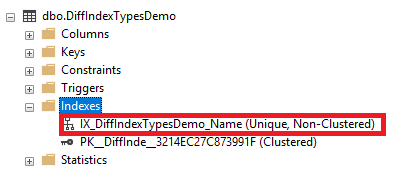 dbo.DiffIndexTypesDemo
Columns
Keys
Constraints
Triggers
Indexes
IX_DiffIndexTypesDemo_Name (Unique, Non-Clustered)
PK__DiffInde__3214EC27C873991F (Clustered)
Statistics